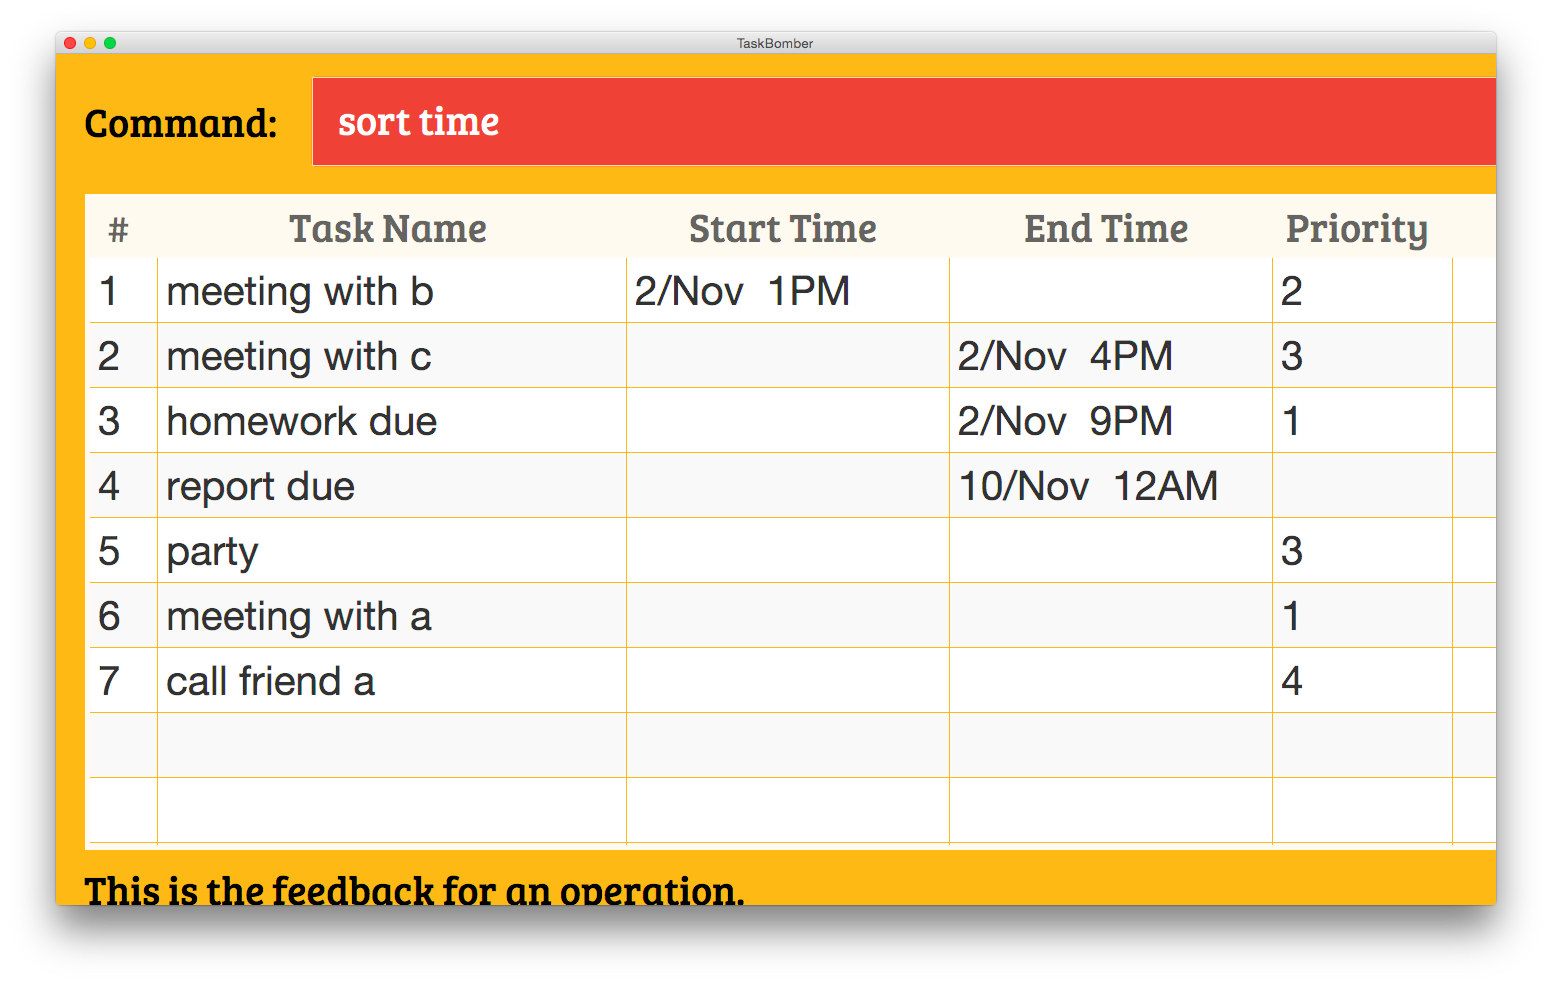 TaskBomber
Command: sort time
# Task Name Start Time End Time Priority
1 meeting with b 2/Nov 1PM 2
2 meeting with c 2/Nov 4PM 3
3 homework due 2/Nov 9PM 1
4 report due 10/Nov 12AM
5 party 3
6 meeting with a 1
7 call friend a 4
This is the feedback for an operation.